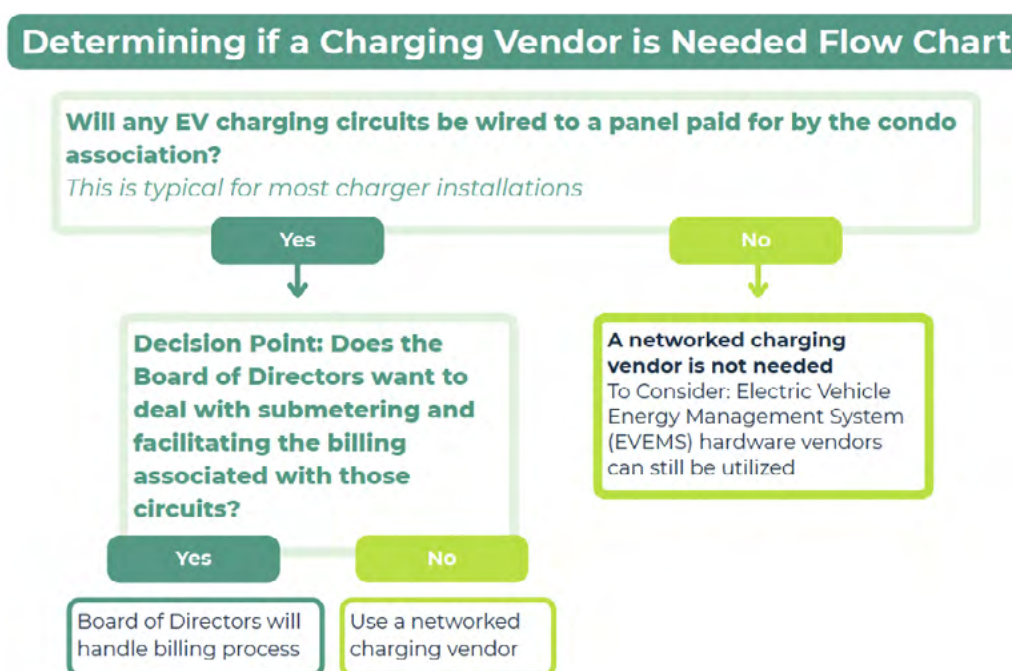 Determining if a Charging Vendor is Needed Flow Chart
Will any EV charging circuits be wired to a panel paid for by the condo
association?
This is typical for most charger installations
Yes
No
Decision Point: Does the
Board of Directors want to
deal with submetering and
facilitating the billing
associated with those
circuits?
A networked charging
vendor is not needed
To Consider: Electric Vehicle
Energy Management System
(EVEMS) hardware vendors
can still be utilized
Yes
No
Board of Directors will
handle billing process
Use a networked
charging vendor